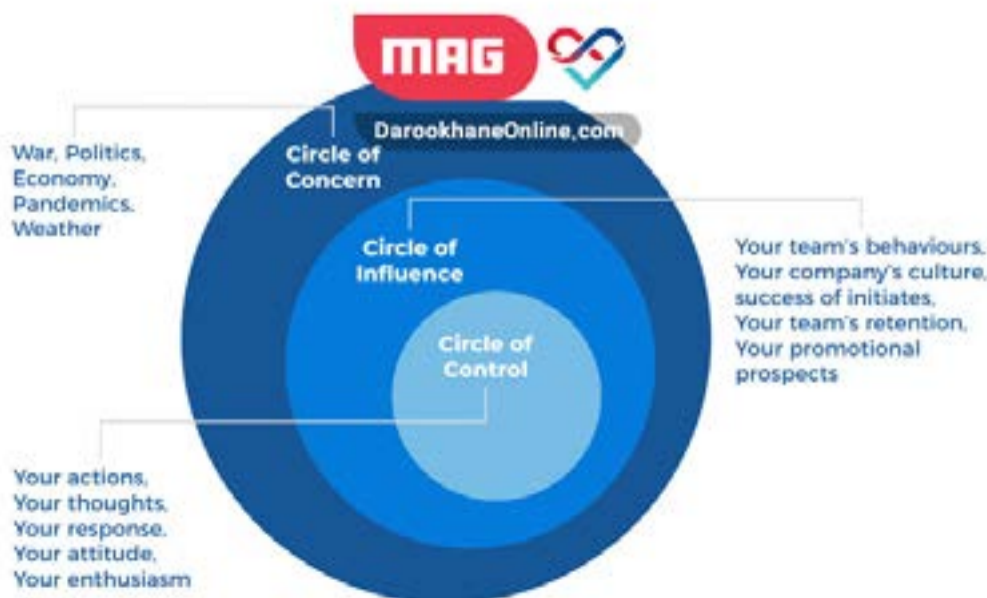 MAG
DarookhaneOnline.com
War, Politics,
Economy,
Pandemics.
Weather
Circle of
Concern
Circle of
Influence
Your team's behaviours,
Your company's culture,
success of initiates,
Your team's retention,
Your promotional
prospects
Circle of
Control
Your actions,
Your thoughts,
Your response.
Your attitude,
Your enthusiasm